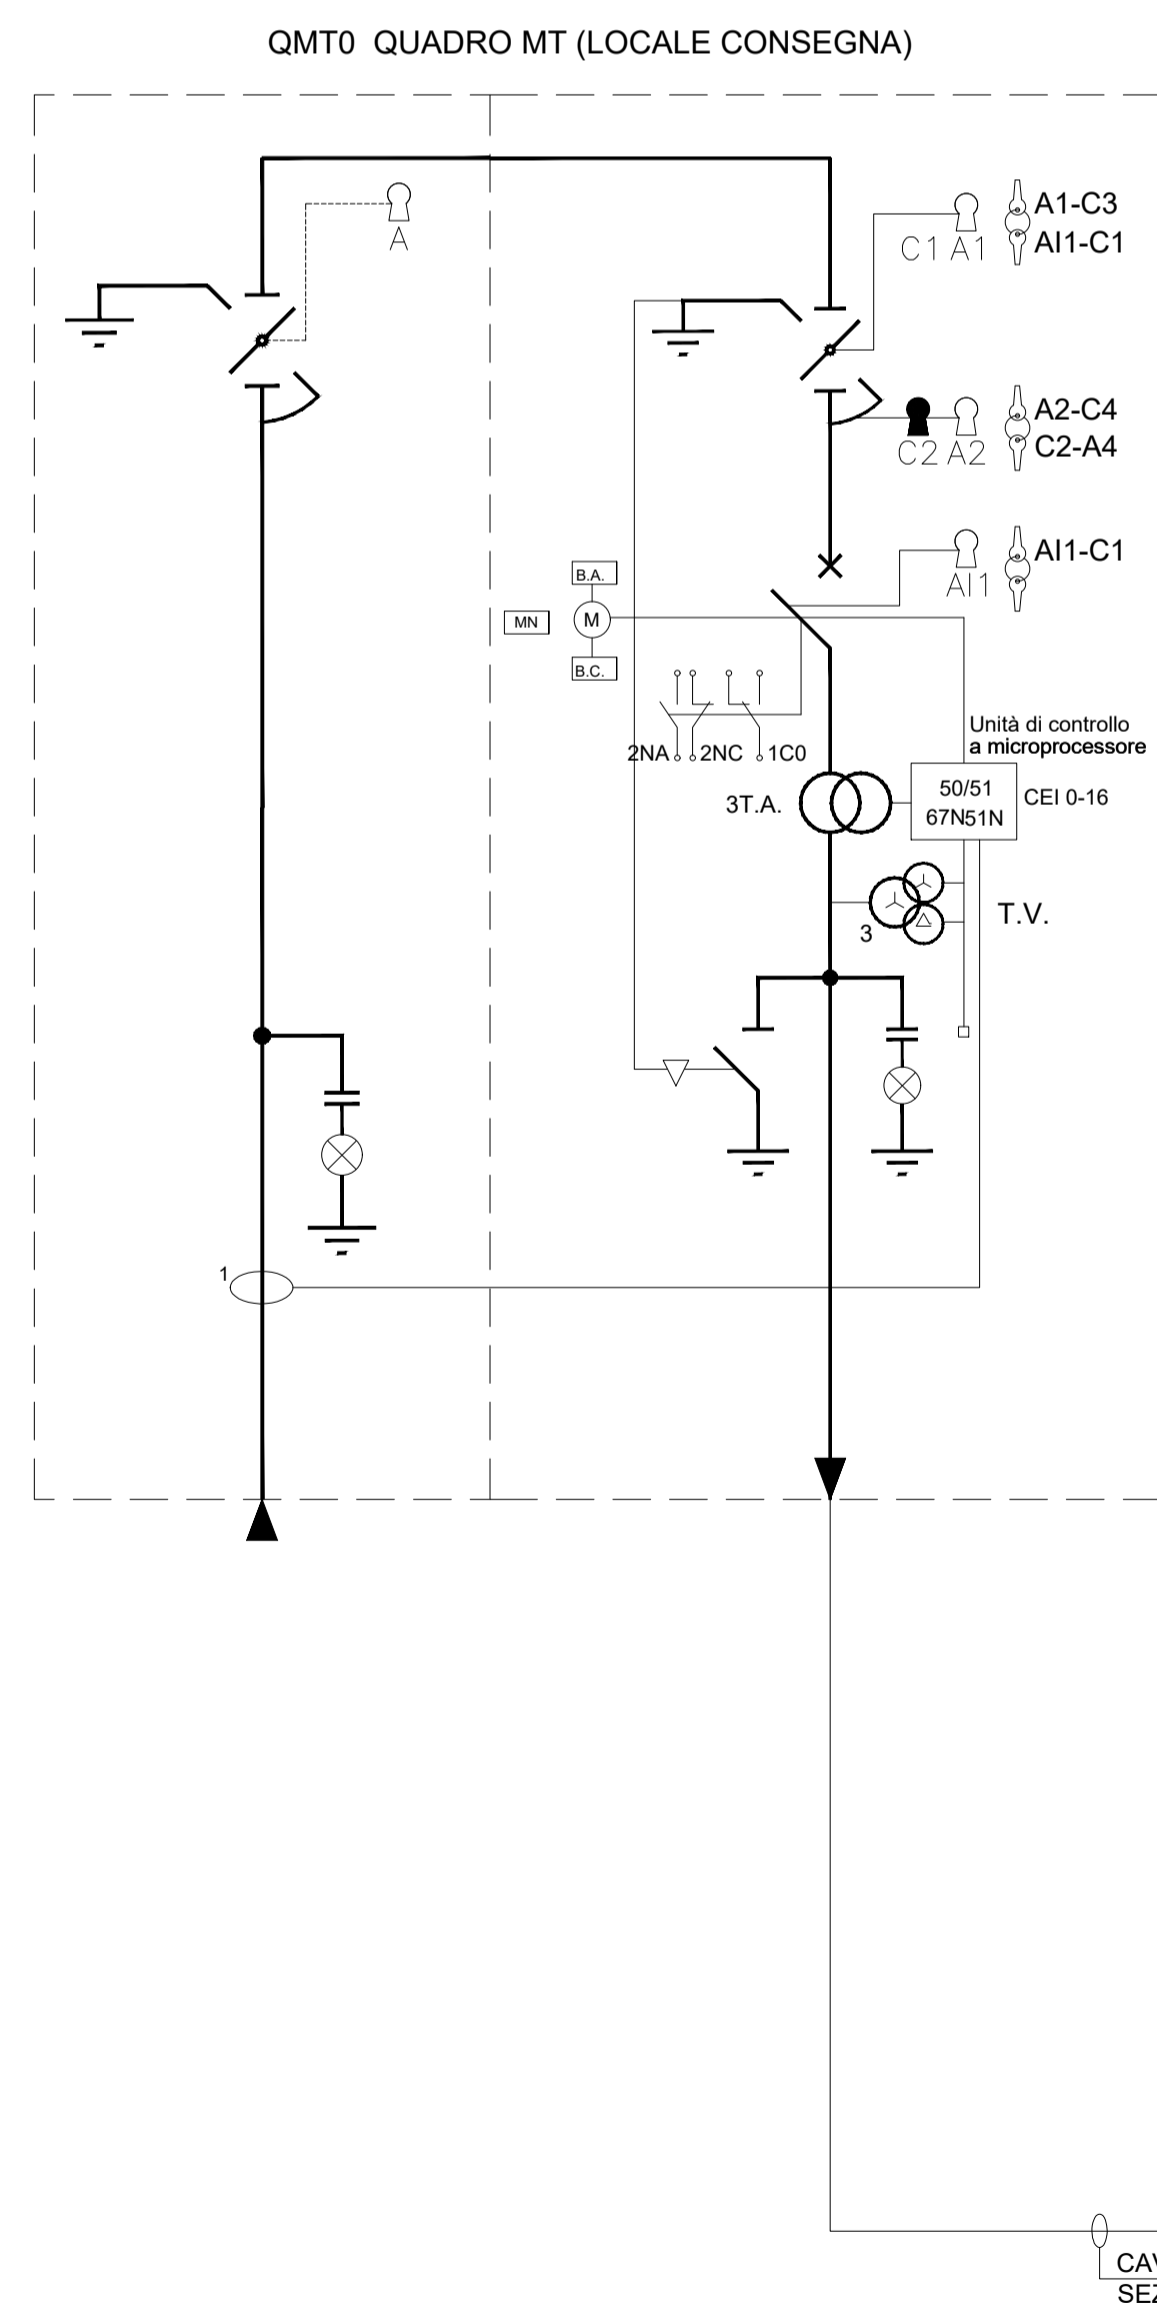 QMT0 QUADRO MT (LOCALE CONSEGNA)
A
C1 A1
A1-C3
AI1-C1
C2 A2
A2-C4
C2-A4
AI1
AI1-C1
B.A.
MN
M
B.C.
2NA
2NC
1C0
Unità di controllo
a microprocessore
3T.A.
50/51
67N51N
CEI 0-16
T.V.
3
1